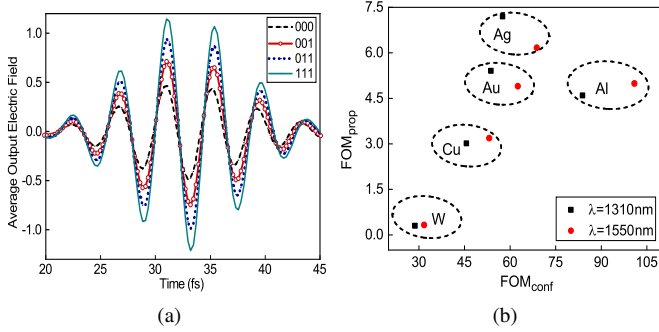 (a)
000
001
011
111
Average Output Electric Field
1.0
0.5
0.0
-0.5
-1.0
20
25
30
35
40
45
Time (fs)
(a)
(b)
FOMprop
7.5
6.0
4.5
3.0
1.5
0.0
Ag
Au
Al
Cu
W
λ=1310nm
λ=1550nm
30
45
60
75
90
105
FOMconf
(b)